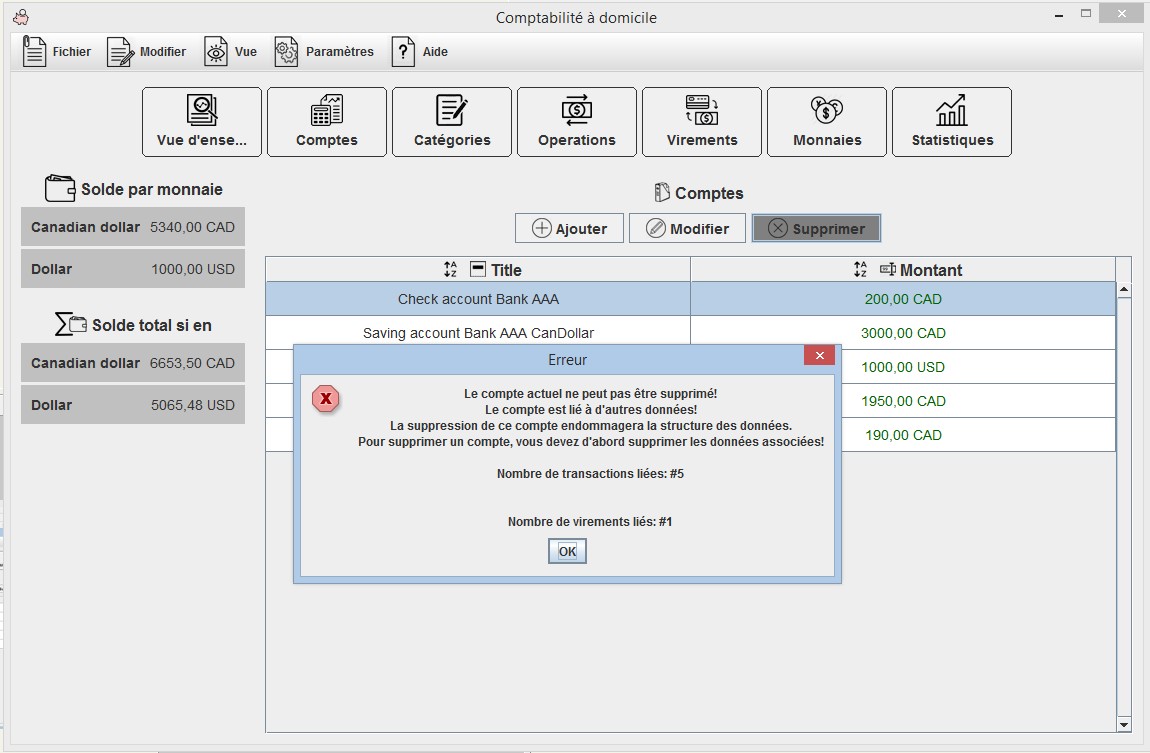 Comptabilité à domicile
Fichier Modifier Vue Paramètres ? Aide
Vue d'ense... Comptes Catégories Operations Virements Monnaies Statistiques
Solde par monnaie
Canadian dollar 5340,00 CAD
Dollar 1000,00 USD
Solde total si en
Canadian dollar 6653,50 CAD
Dollar 5065,48 USD
Comptes
Ajouter Modifier Supprimer
Title Montant
Check account Bank AAA 200,00 CAD
Saving account Bank AAA CanDollar 3000,00 CAD
1000,00 USD
1950,00 CAD
190,00 CAD
Erreur
Le compte actuel ne peut pas être supprimé!
Le compte est lié à d'autres données!
La suppression de ce compte endommagera la structure des données.
Pour supprimer un compte, vous devez d'abord supprimer les données associées!
Nombre de transactions liées: #5
Nombre de virements liés: #1
OK